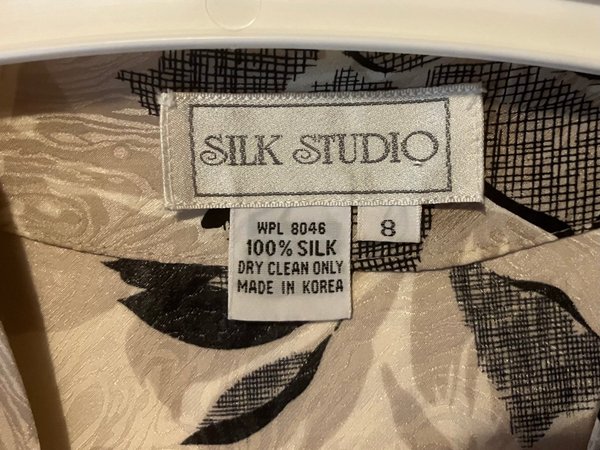 SILK STUDIO
WPL 8046
100% SILK
DRY CLEAN ONLY
MADE IN KOREA
8